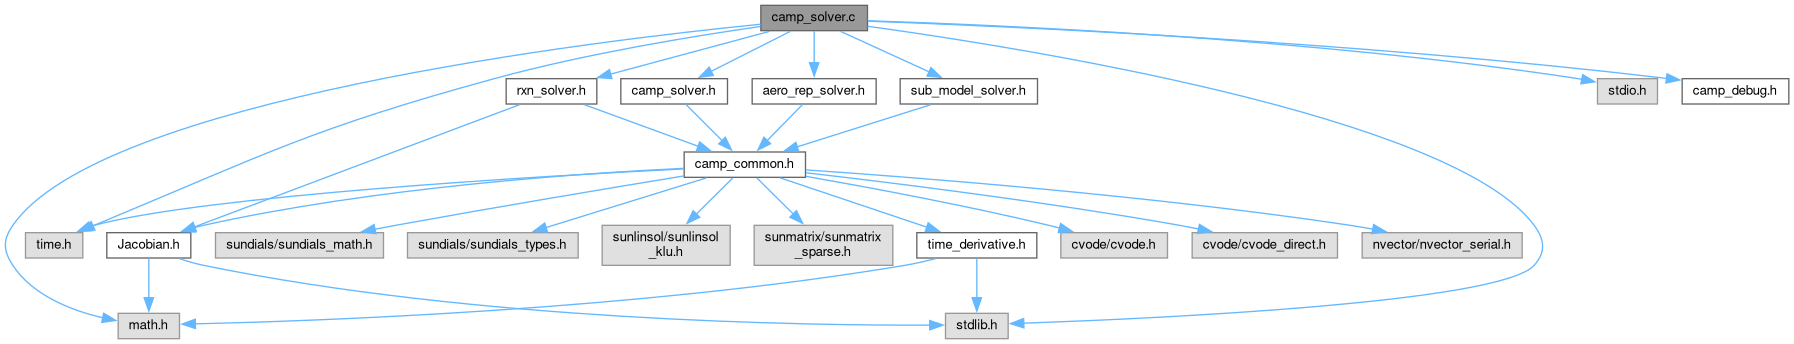 camp_solver.c
rxn_solver.h
camp_solver.h
aero_rep_solver.h
sub_model_solver.h
stdio.h
camp_debug.h
camp_common.h
time.h
Jacobian.h
sundials/sundials_math.h
sundials/sundials_types.h
sunlinsol/sunlinsol
_klu.h
sunmatrix/sunmatrix
_sparse.h
time_derivative.h
cvode/cvode.h
cvode/cvode_direct.h
nvector/nvector_serial.h
math.h
stdlib.h